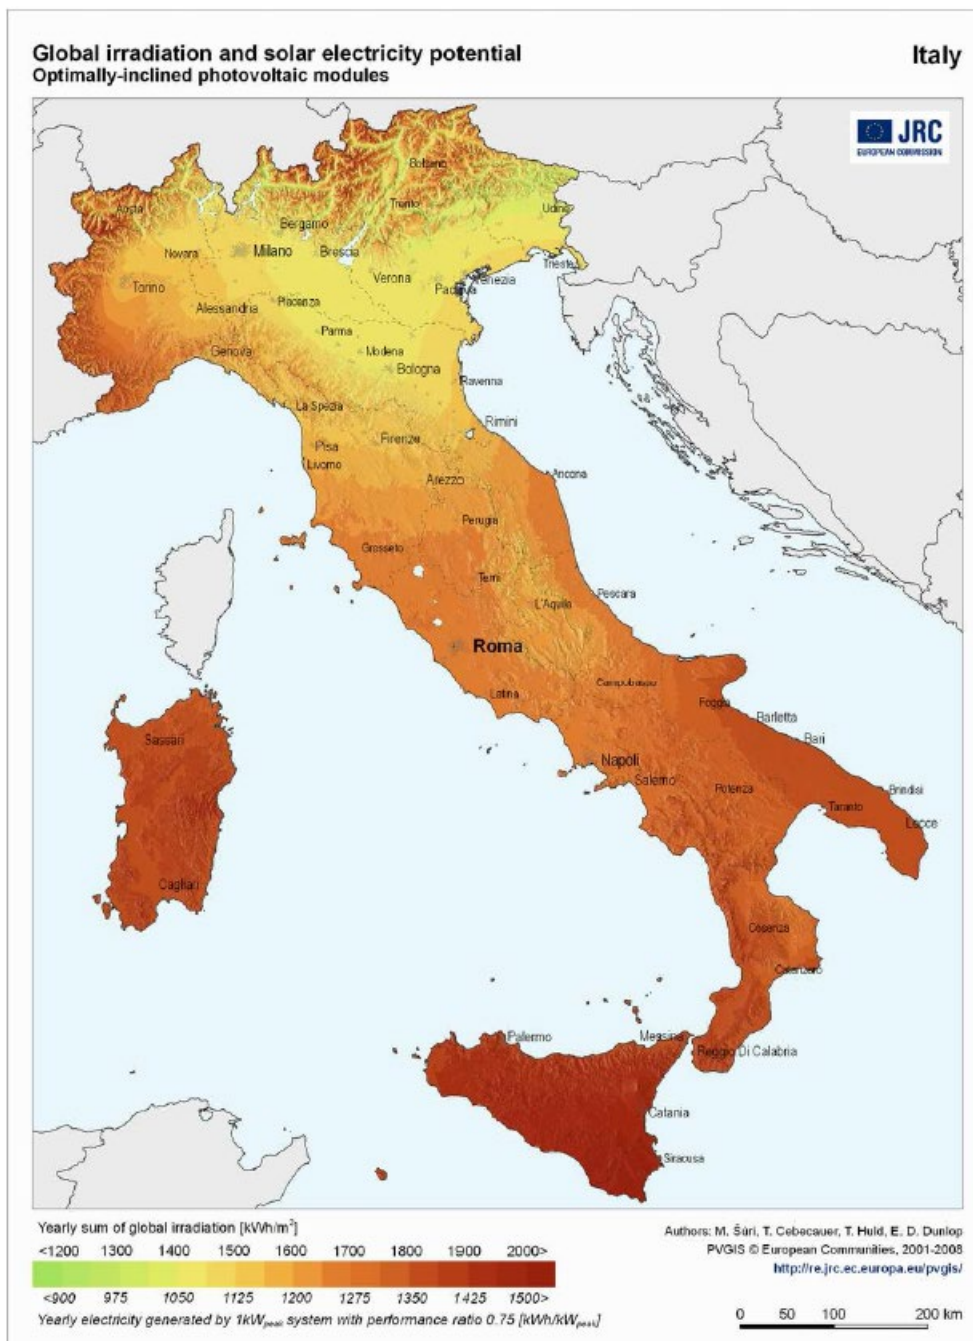 Global irradiation and solar electricity potential
Optimally-inclined photovoltaic modules
Italy
JRC
EUROPEAN COMMISSION
Bolzano
Aosta
Trento
Udine
Bergamo
Novara
Milano
Brescia
Trieste
Verona
Venezia
Torino
Padova
Alessandria
Piacenza
Parma
Genova
Modena
Bologna
Ravenna
La Spezia
Rimini
Firenze
Pisa
Livorno
Ancona
Arezzo
Perugia
Grosseto
Terni
Pescara
L'Aquila
Roma
Campobasso
Latina
Foggia
Barletta
Sassari
Bari
Napoli
Salerno
Potenza
Brindisi
Taranto
Lecce
Cagliari
Cosenza
Catanzaro
Palermo
Messina
Reggio Di Calabria
Catania
Siracusa
Yearly sum of global irradiation [kWh/m²]
<1200 1300 1400 1500 1600 1700 1800 1900 2000>
<900 975 1050 1125 1200 1275 1350 1425 1500>
Yearly electricity generated by 1kWpeak system with performance ratio 0.75 [kWh/kWpeak]
Authors: M. Šúri, T. Cebecauer, T. Huld, E. D. Dunlop
PVGIS © European Communities, 2001-2008
http://re.jrc.ec.europa.eu/pvgis/
0 50 100 200 km